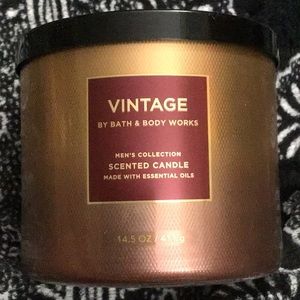 VINTAGE
BY BATH & BODY WORKS
MEN'S COLLECTION
SCENTED CANDLE
MADE WITH ESSENTIAL OILS
14.5 OZ /